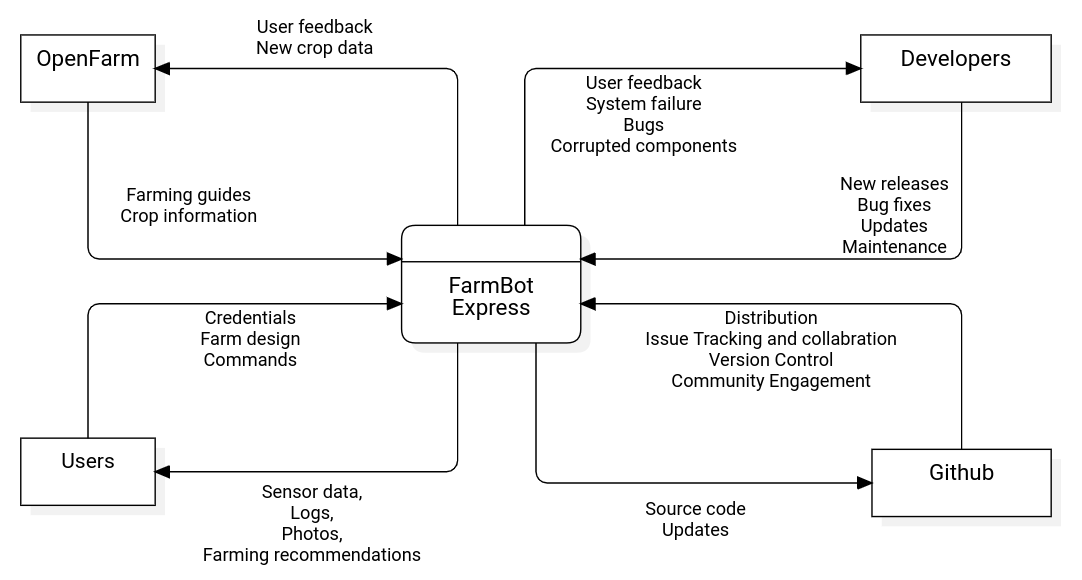 User feedback
New crop data
OpenFarm
Developers
User feedback
System failure
Bugs
Corrupted components
Farming guides
Crop information
New releases
Bug fixes
Updates
Maintenance
FarmBot
Express
Credentials
Farm design
Commands
Distribution
Issue Tracking and collabration
Version Control
Community Engagement
Users
Github
Sensor data,
Logs,
Photos,
Farming recommendations
Source code
Updates